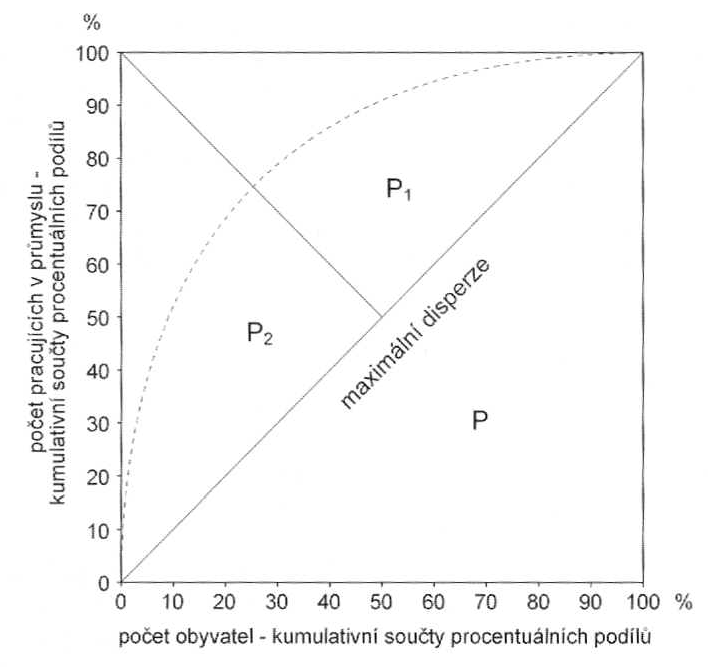 %
100
90
80
70
60
50
40
30
20
10
0
počet pracujících v průmyslu -
kumulativní součty procentuálních podílů
P1
P2
maximální disperze
P
0 10 20 30 40 50 60 70 80 90 100 %
počet obyvatel - kumulativní součty procentuálních podílů